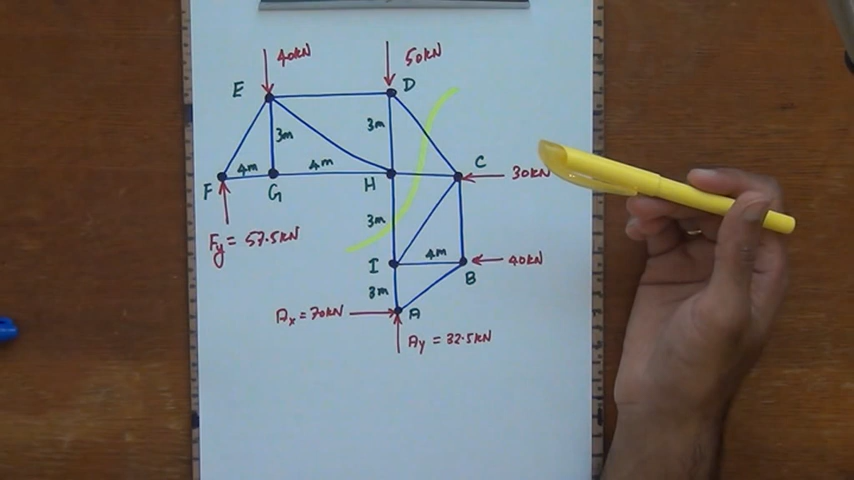 40KN
50KN
E
D
3m
3m
4m
4m
C
30KN
F
G
H
Fy = 57.5KN
3m
I
4m
B
40KN
3m
Ax = 70KN
A
Ay = 32.5KN